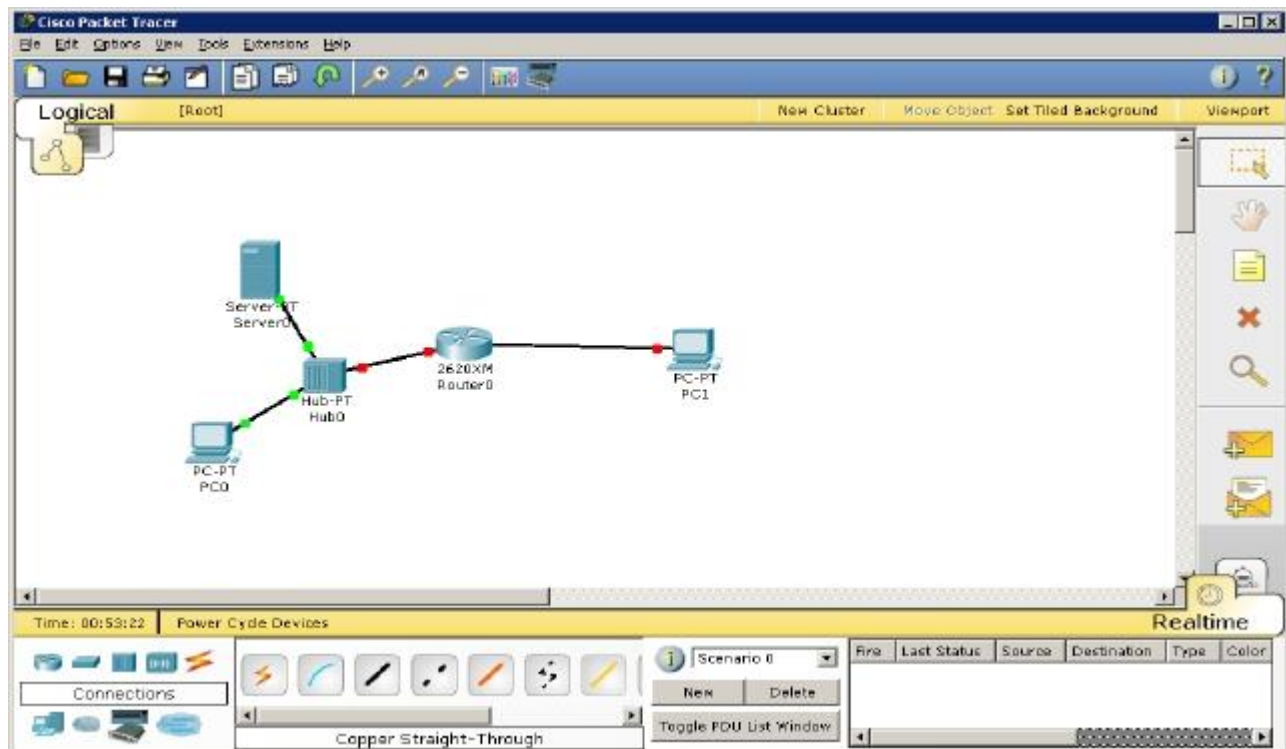 Cisco Packet Tracer
File Edit Options View Tools Extensions Help
Logical [Root] New Cluster Move Object Set Tiled Background Viewport
Server-PT
Server0
2620XM
Router0
PC-PT
PC1
Hub-PT
Hub0
PC-PT
PC0
Time: 00:53:22 Power Cycle Devices Realtime
Scenario 0
Fire Last Status Source Destination Type Color
Connections
New Delete
Toggle PDU List Window
Copper Straight-Through